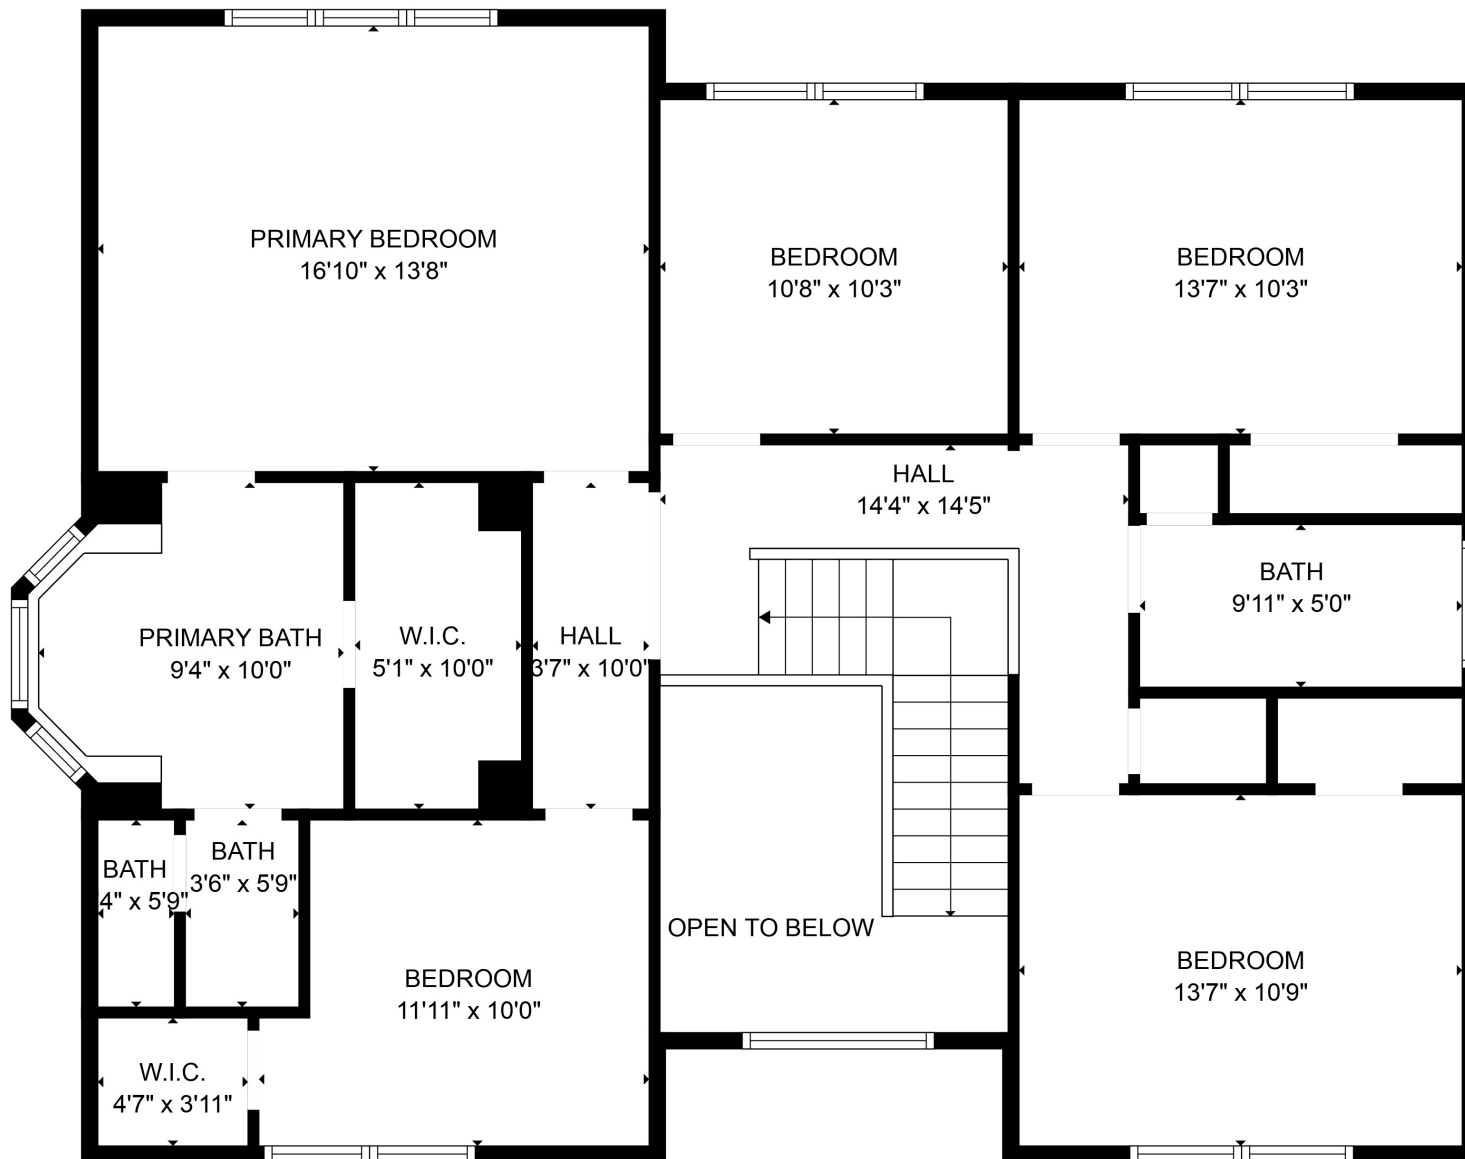 PRIMARY BEDROOM
16'10" x 13'8"
BEDROOM
10'8" x 10'3"
BEDROOM
13'7" x 10'3"
HALL
14'4" x 14'5"
BATH
9'11" x 5'0"
PRIMARY BATH
9'4" x 10'0"
W.I.C.
5'1" x 10'0"
HALL
3'7" x 10'0"
BATH
4" x 5'9"
BATH
3'6" x 5'9"
OPEN TO BELOW
BEDROOM
11'11" x 10'0"
BEDROOM
13'7" x 10'9"
W.I.C.
4'7" x 3'11"